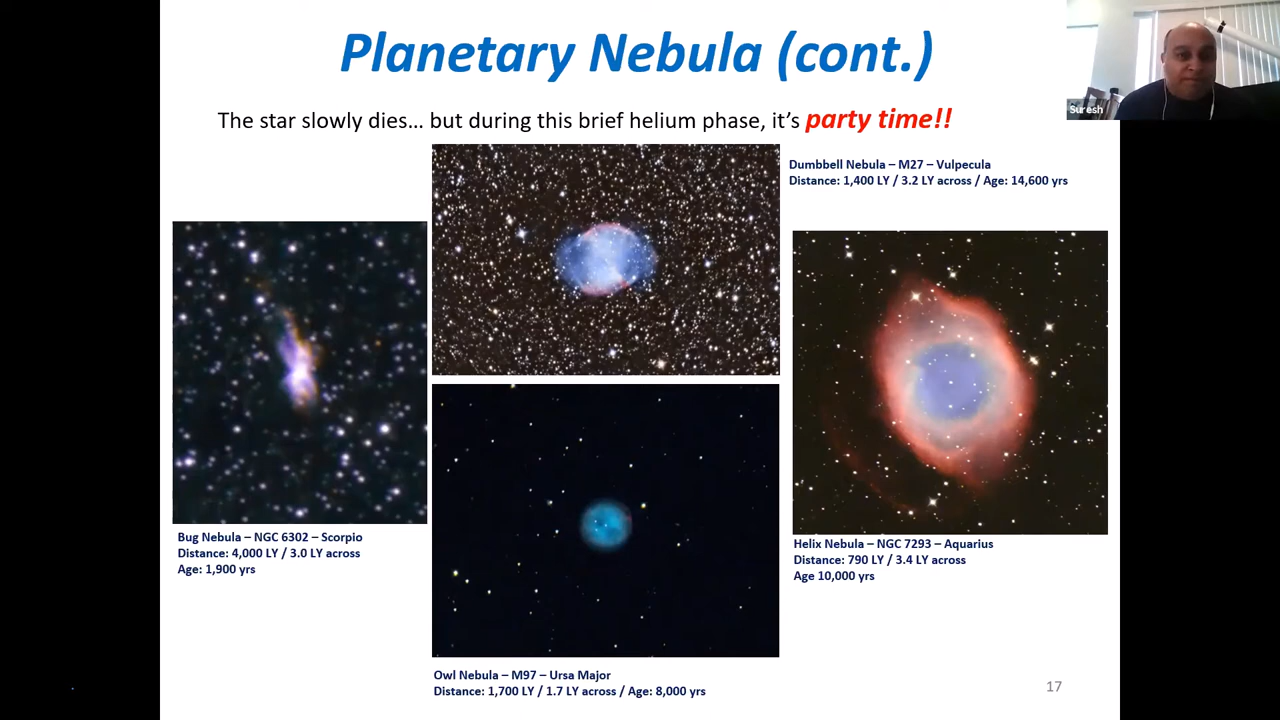 Planetary Nebula (cont.)
Suresh
The star slowly dies… but during this brief helium phase, it's party time!!
Dumbbell Nebula – M27 – Vulpecula
Distance: 1,400 LY / 3.2 LY across / Age: 14,600 yrs
Bug Nebula – NGC 6302 – Scorpio
Distance: 4,000 LY / 3.0 LY across
Age: 1,900 yrs
Helix Nebula – NGC 7293 – Aquarius
Distance: 790 LY / 3.4 LY across
Age 10,000 yrs
Owl Nebula – M97 – Ursa Major
Distance: 1,700 LY / 1.7 LY across / Age: 8,000 yrs
17